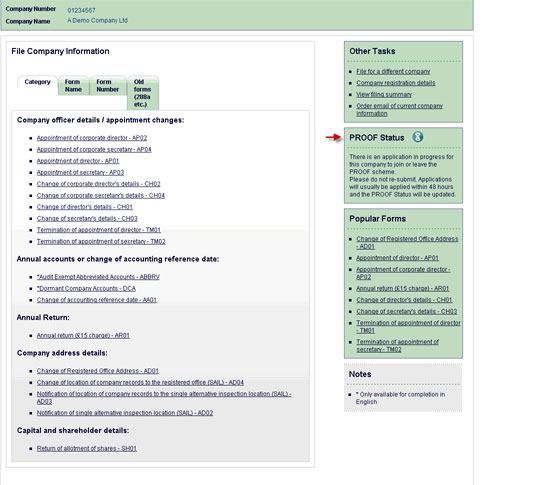 Company Number 01234567
Company Name A Demo Company Ltd
File Company Information
Category
Form Name
Form Number
Old forms (288a etc.)
Company officer details / appointment changes:
Appointment of corporate director - AP02
Appointment of corporate secretary - AP04
Appointment of director - AP01
Appointment of secretary - AP03
Change of corporate director's details - CH02
Change of corporate secretary's details - CH04
Change of director's details - CH01
Change of secretary's details - CH03
Termination of appointment of director - TM01
Termination of appointment of secretary - TM02
Annual accounts or change of accounting reference date:
*Audit Exempt Abbreviated Accounts - ABBRV
*Dormant Company Accounts - DCA
Change of accounting reference date - AA01
Annual Return:
Annual return (£15 charge) - AR01
Company address details:
Change of Registered Office Address - AD01
Change of location of company records to the registered office (SAIL) - AD04
Notification of location of company records to the single alternative inspection location (SAIL) -
AD03
Notification of single alternative inspection location (SAIL) - AD02
Capital and shareholder details:
Return of allotment of shares - SH01
Other Tasks
File for a different company
Company registration details
View filing summary
Order email of current company
information
PROOF Status
There is an application in progress for
this company to join or leave the
PROOF scheme.
Please do not re-submit. Applications
will usually be applied within 48 hours
and the PROOF Status will be updated.
Popular Forms
Change of Registered Office Address
- AD01
Appointment of director - AP01
Appointment of corporate director -
AP02
Annual return (£15 charge) - AR01
Change of director's details - CH01
Change of secretary's details - CH03
Termination of appointment of director
- TM01
Termination of appointment of
secretary - TM02
Notes
* Only available for completion in
English